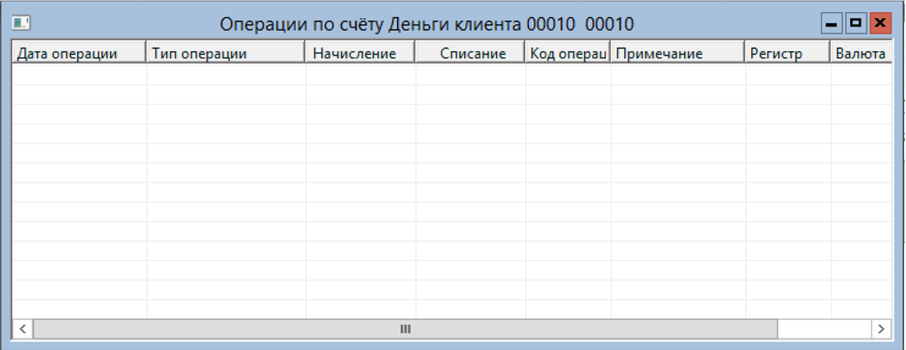 Операции по счёту Деньги клиента 00010 00010
Дата операции Тип операции Начисление Списание Код операц Примечание Регистр Валюта